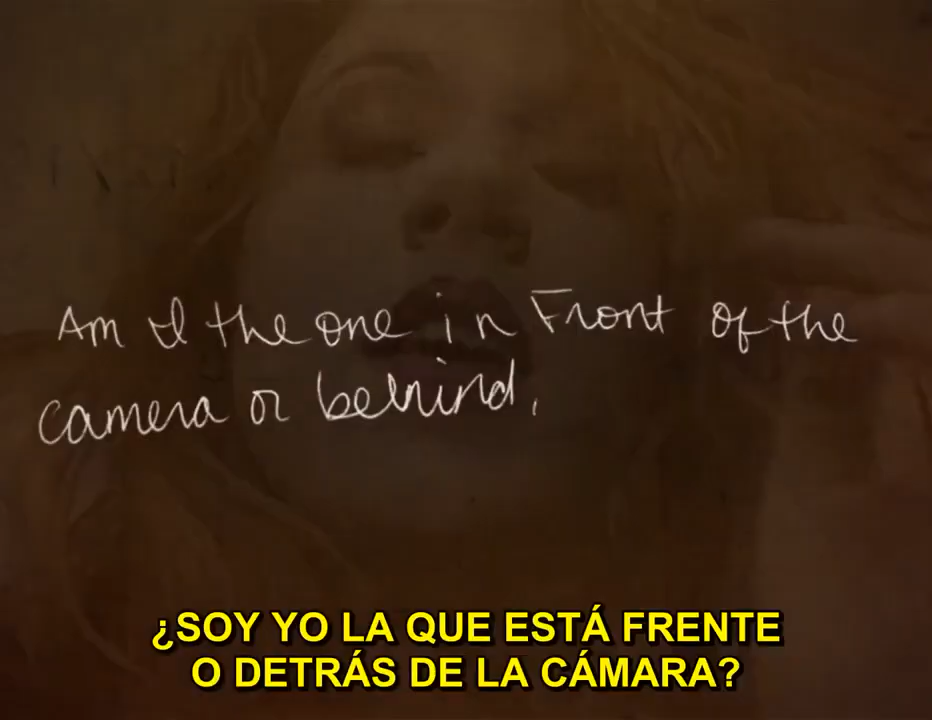 Am I the one in Front of the
camera or behind.
¿SOY YO LA QUE ESTÁ FRENTE
O DETRÁS DE LA CÁMARA?